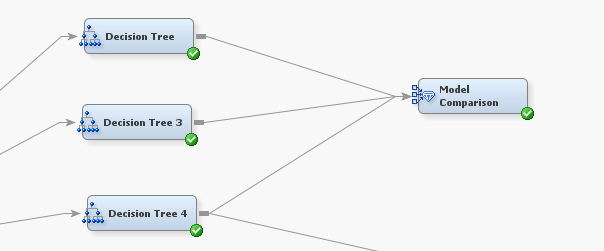 Decision Tree
Model
Comparison
Decision Tree 3
Decision Tree 4